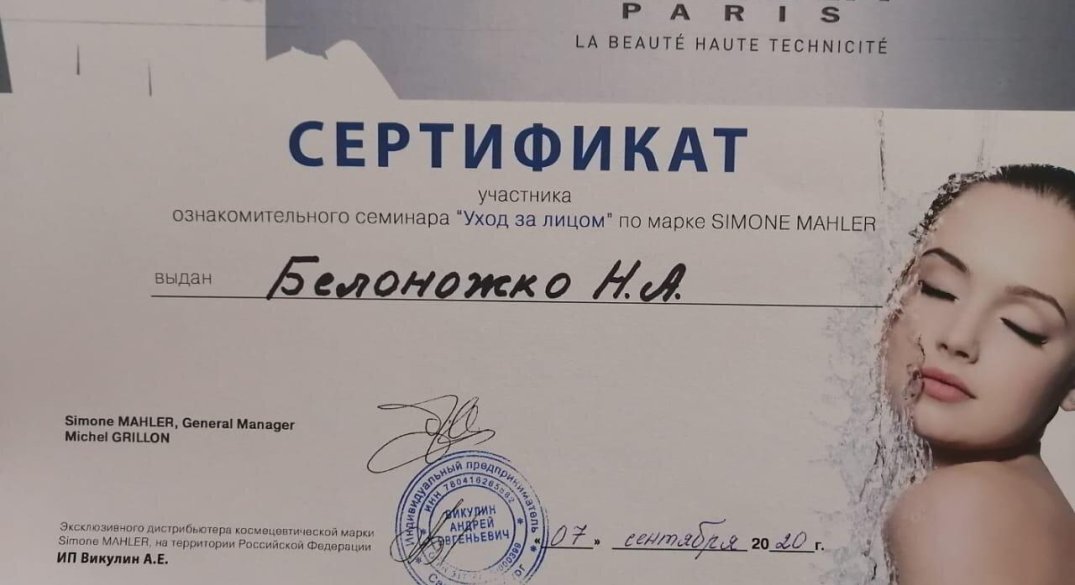 PARIS
LA BEAUTÉ HAUTE TECHNICITÉ
СЕРТИФИКАТ
участника
ознакомительного семинара "Уход за лицом" по марке SIMONE MAHLER
выдан Белоножко Н.А.
Simone MAHLER, General Manager
Michel GRILLON
Индивидуальный предприниматель
ИНН
ВИКУЛИН
АНДРЕЙ
ЕВГЕНЬЕВИЧ
"07" сентября 2020 г.
Эксклюзивного дистрибьютера космецевтической марки
Simone MAHLER, на территории Российской Федерации
ИП Викулин А.Е.